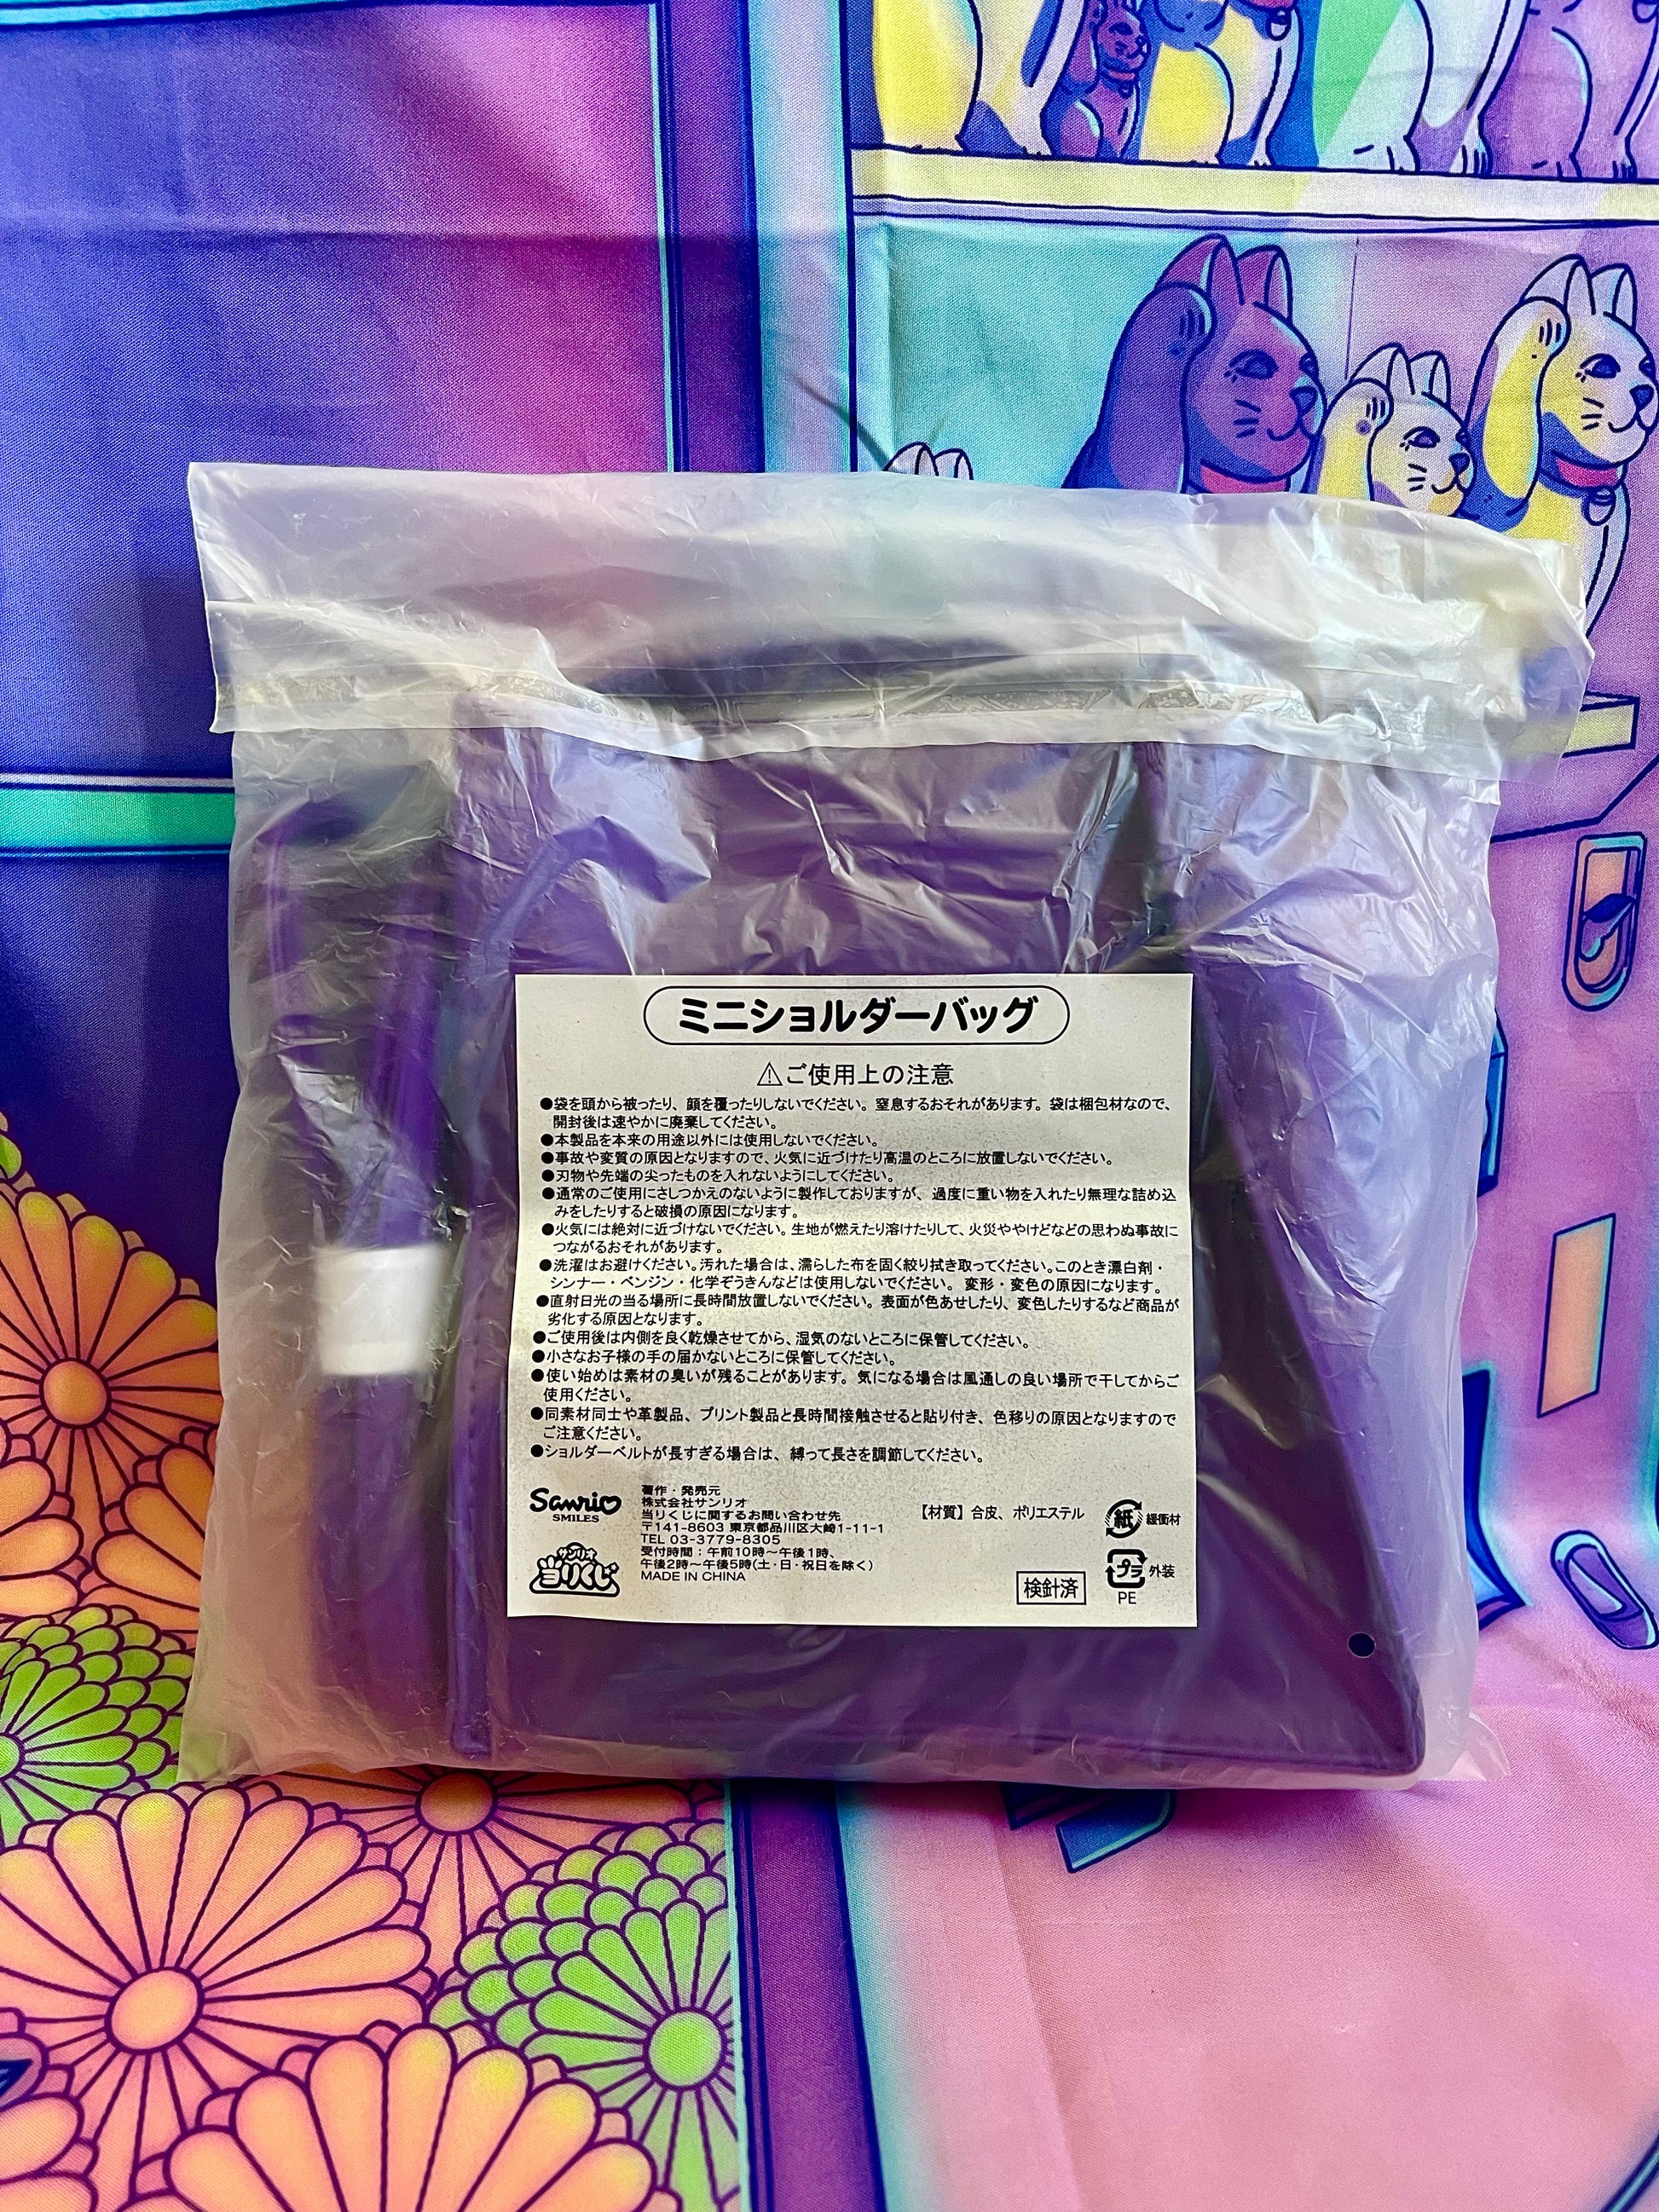 ミニショルダーバッグ
⚠ご使用上の注意
●袋を頭から被ったり、顔を覆ったりしないでください。窒息するおそれがあります。袋は梱包材なので、
開封後は速やかに廃棄してください。
●本製品を本来の用途以外には使用しないでください。
●事故や変質の原因となりますので、火気に近づけたり高温のところに放置しないでください。
●刃物や先端の尖ったものを入れないようにしてください。
●通常のご使用にさしつかえのないように製作しておりますが、過度に重い物を入れたり無理な詰め込
みをしたりすると破損の原因になります。
●火気には絶対に近づけないでください。生地が燃えたり溶けたりして、火災ややけどなどの思わぬ事故に
つながるおそれがあります。
●洗濯はお避けください。汚れた場合は、濡らした布を固く絞り拭き取ってください。このとき漂白剤・
シンナー・ベンジン・化学ぞうきんなどは使用しないでください。変形・変色の原因になります。
●直射日光の当る場所に長時間放置しないでください。表面が色あせしたり、変色したりするなど商品が
劣化する原因となります。
●ご使用後は内側を良く乾燥させてから、湿気のないところに保管してください。
●小さなお子様の手の届かないところに保管してください。
●使い始めは素材の臭いが残ることがあります。気になる場合は風通しの良い場所で干してからご
使用ください。
●同素材同士や革製品、プリント製品と長時間接触させると貼り付き、色移りの原因となりますので
ご注意ください。
●ショルダーベルトが長すぎる場合は、縛って長さを調節してください。
Sanrio
SMILES
サンリオ
当りくじ
著作・発売元
株式会社サンリオ
当りくじに関するお問い合わせ先
〒141-8603 東京都品川区大崎1-11-1
TEL 03-3779-8305
受付時間：午前10時〜午後1時、
午後2時〜午後5時(土・日・祝日を除く)
MADE IN CHINA
【材質】合皮、ポリエステル
検針済
紙 緩衝材
プラ 外装
PE